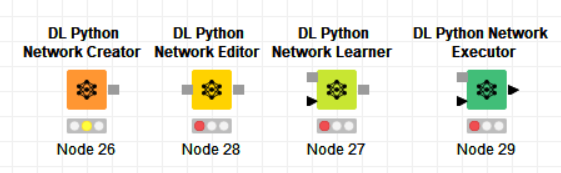 DL Python
Network Creator
DL Python
Network Editor
DL Python
Network Learner
DL Python Network
Executor
Node 26
Node 28
Node 27
Node 29